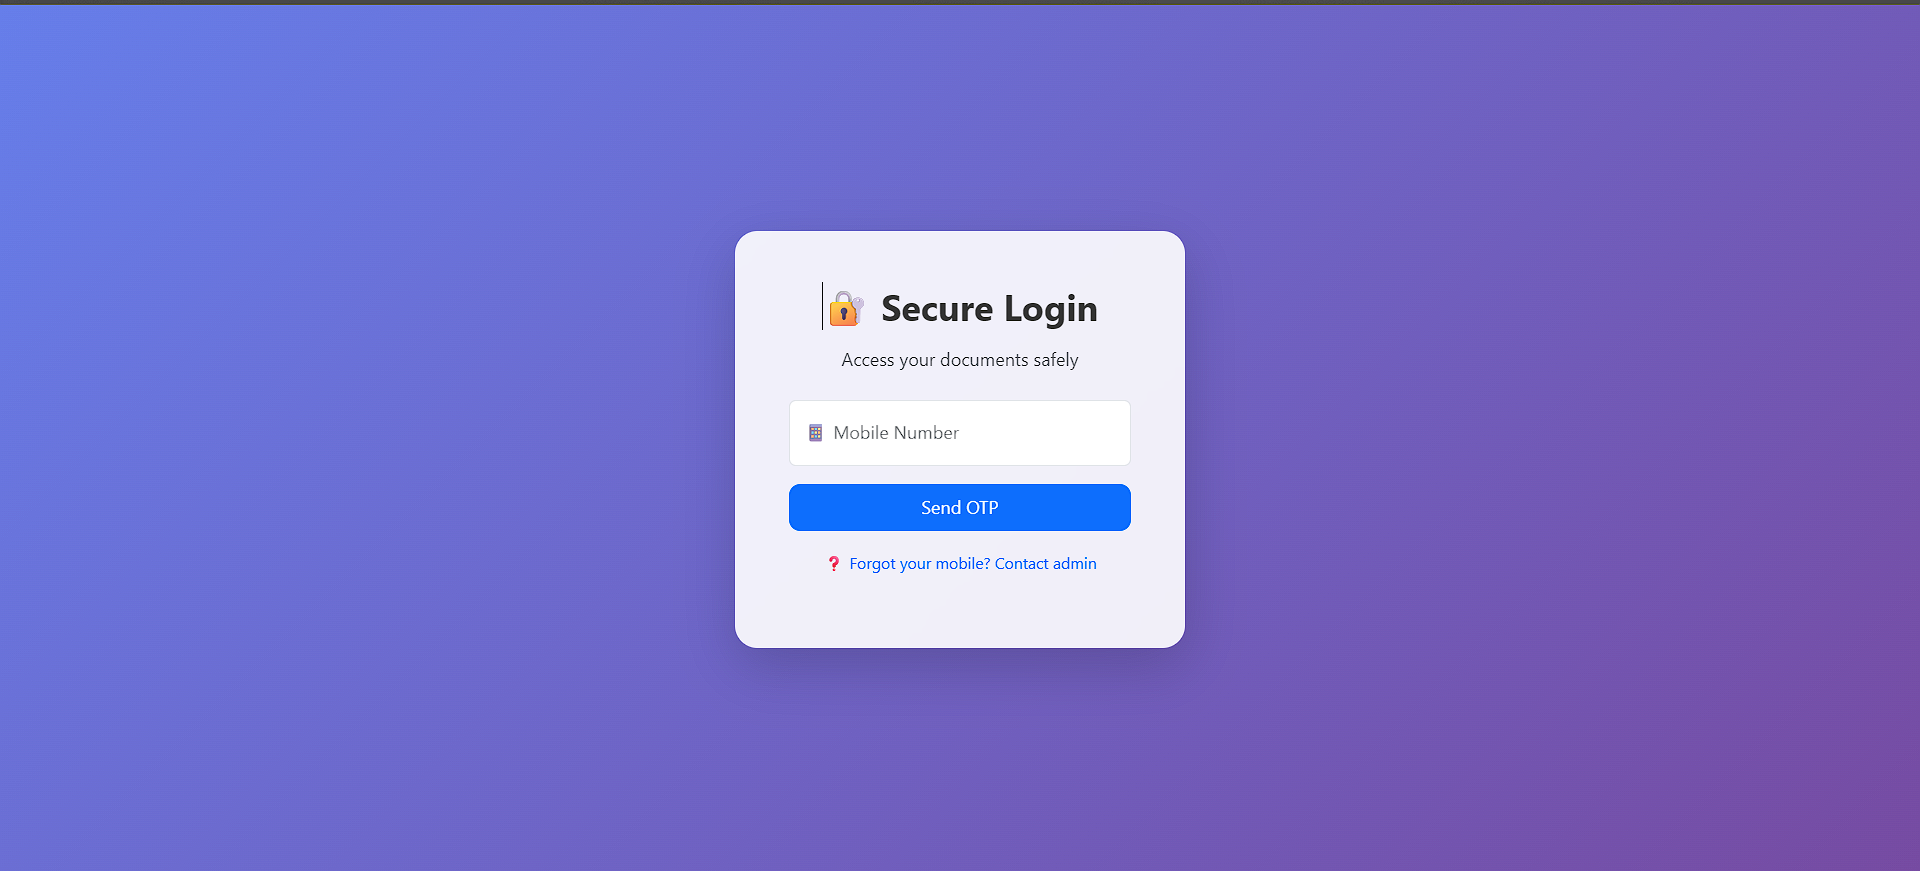 🔐 Secure Login
Access your documents safely
Mobile Number
Send OTP
❓ Forgot your mobile? Contact admin